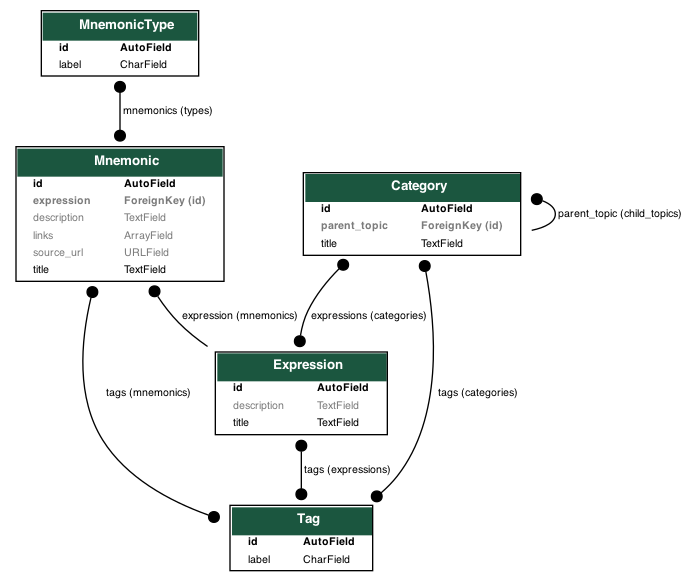 MnemonicType
id AutoField
label CharField
mnemonics (types)
Mnemonic
id AutoField
expression ForeignKey (id)
description TextField
links ArrayField
source_url URLField
title TextField
Category
id AutoField
parent_topic ForeignKey (id)
title TextField
parent_topic (child_topics)
expression (mnemonics)
expressions (categories)
Expression
id AutoField
description TextField
title TextField
tags (mnemonics)
tags (categories)
tags (expressions)
Tag
id AutoField
label CharField